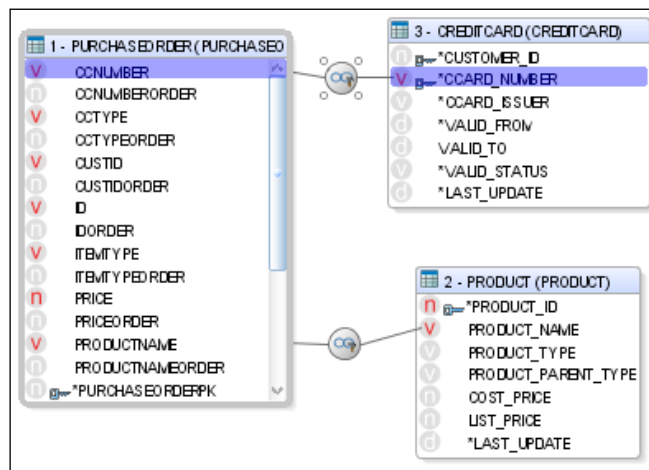 1 - PURCHASEORDER (PURCHASEO
v CCNUMBER
n CCNUMBERORDER
v CCTYPE
n CCTYPEORDER
v CUSTID
n CUSTIDORDER
v ID
n IDORDER
v ITEMTYPE
n ITEMTYPEORDER
n PRICE
n PRICEORDER
v PRODUCTNAME
n PRODUCTNAMEORDER
n *PURCHASEORDERPK
3 - CREDITCARD (CREDITCARD)
n *CUSTOMER_ID
v *CCARD_NUMBER
v *CCARD_ISSUER
d *VALID_FROM
d VALID_TO
v *VALID_STATUS
d *LAST_UPDATE
2 - PRODUCT (PRODUCT)
n *PRODUCT_ID
v PRODUCT_NAME
v PRODUCT_TYPE
v PRODUCT_PARENT_TYPE
n COST_PRICE
n LIST_PRICE
d *LAST_UPDATE